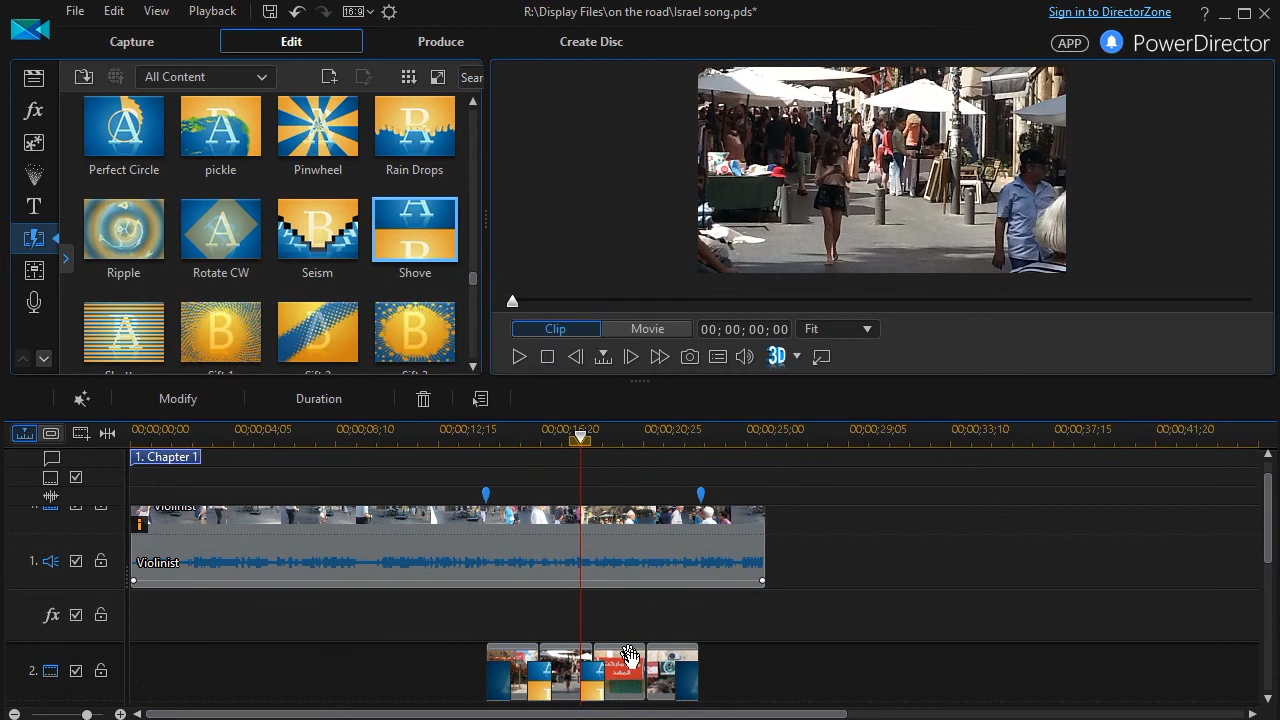 File Edit View Playback 16:9 R:\Display Files\on the road\Israel song.pds* Sign in to DirectorZone ?
Capture Edit Produce Create Disc APP PowerDirector
All Content Sear
Perfect Circle pickle Pinwheel Rain Drops
Ripple Rotate CW Seism Shove
Clip Movie 00; 00; 00; 00 Fit
3D
Modify Duration
00;00;00;00 00;00;04;05 00;00;08;10 00;00;12;15 00;00;16;20 00;00;20;25 00;00;25;00 00;00;29;05 00;00;33;10 00;00;37;15 00;00;41;20
1. Chapter 1
Violinist
1. Violinist
fx
2.